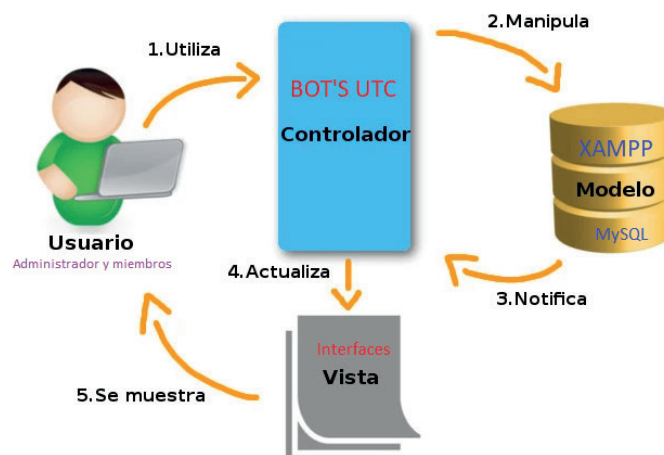 1.Utiliza
2.Manipula
BOT'S UTC
Controlador
XAMPP
Modelo
MySQL
Usuario
Administrador y miembros
4.Actualiza
3.Notifica
Interfaces
Vista
5.Se muestra